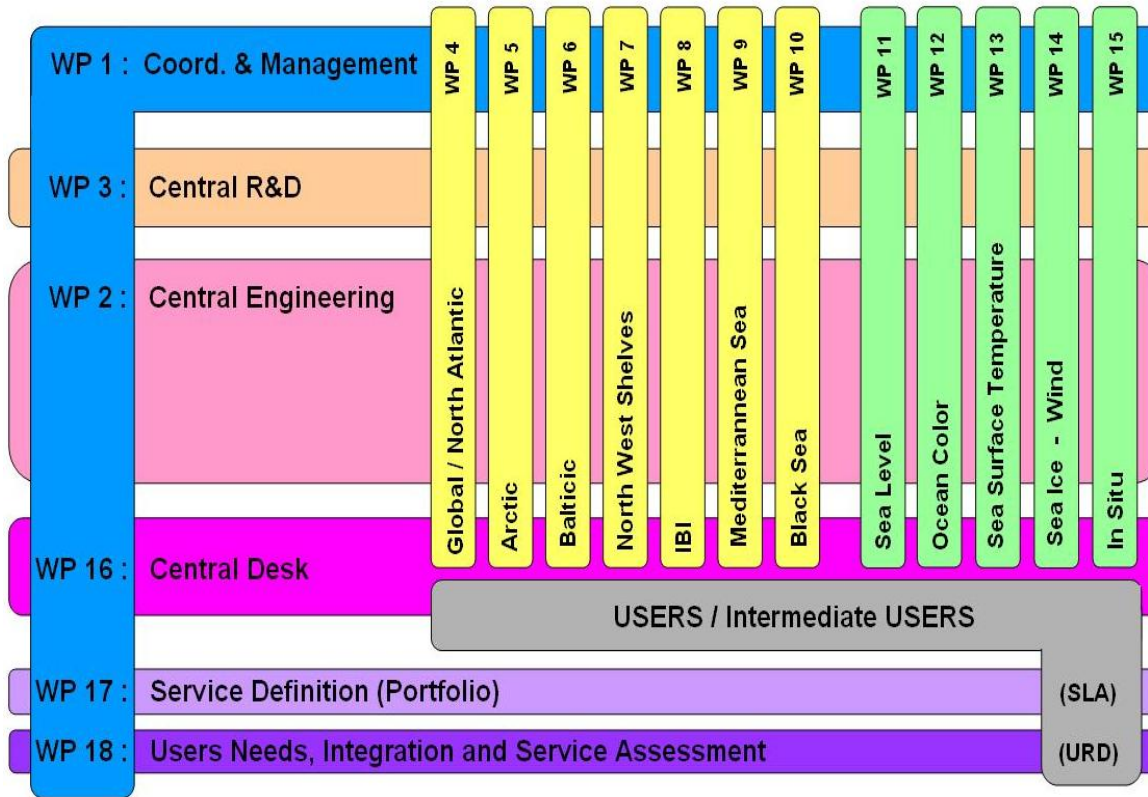 WP 1 : Coord. & Management
WP 3 : Central R&D
WP 2 : Central Engineering
WP 16 : Central Desk
WP 17 : Service Definition (Portfolio)
WP 18 : Users Needs, Integration and Service Assessment
Global / North Atlantic WP 4
Arctic WP 5
Balticic WP 6
North West Shelves WP 7
IBI WP 8
Mediterrannean Sea WP 9
Black Sea WP 10
Sea Level WP 11
Ocean Color WP 12
Sea Surface Temperature WP 13
Sea Ice - Wind WP 14
In Situ WP 15
USERS / Intermediate USERS
(SLA)
(URD)